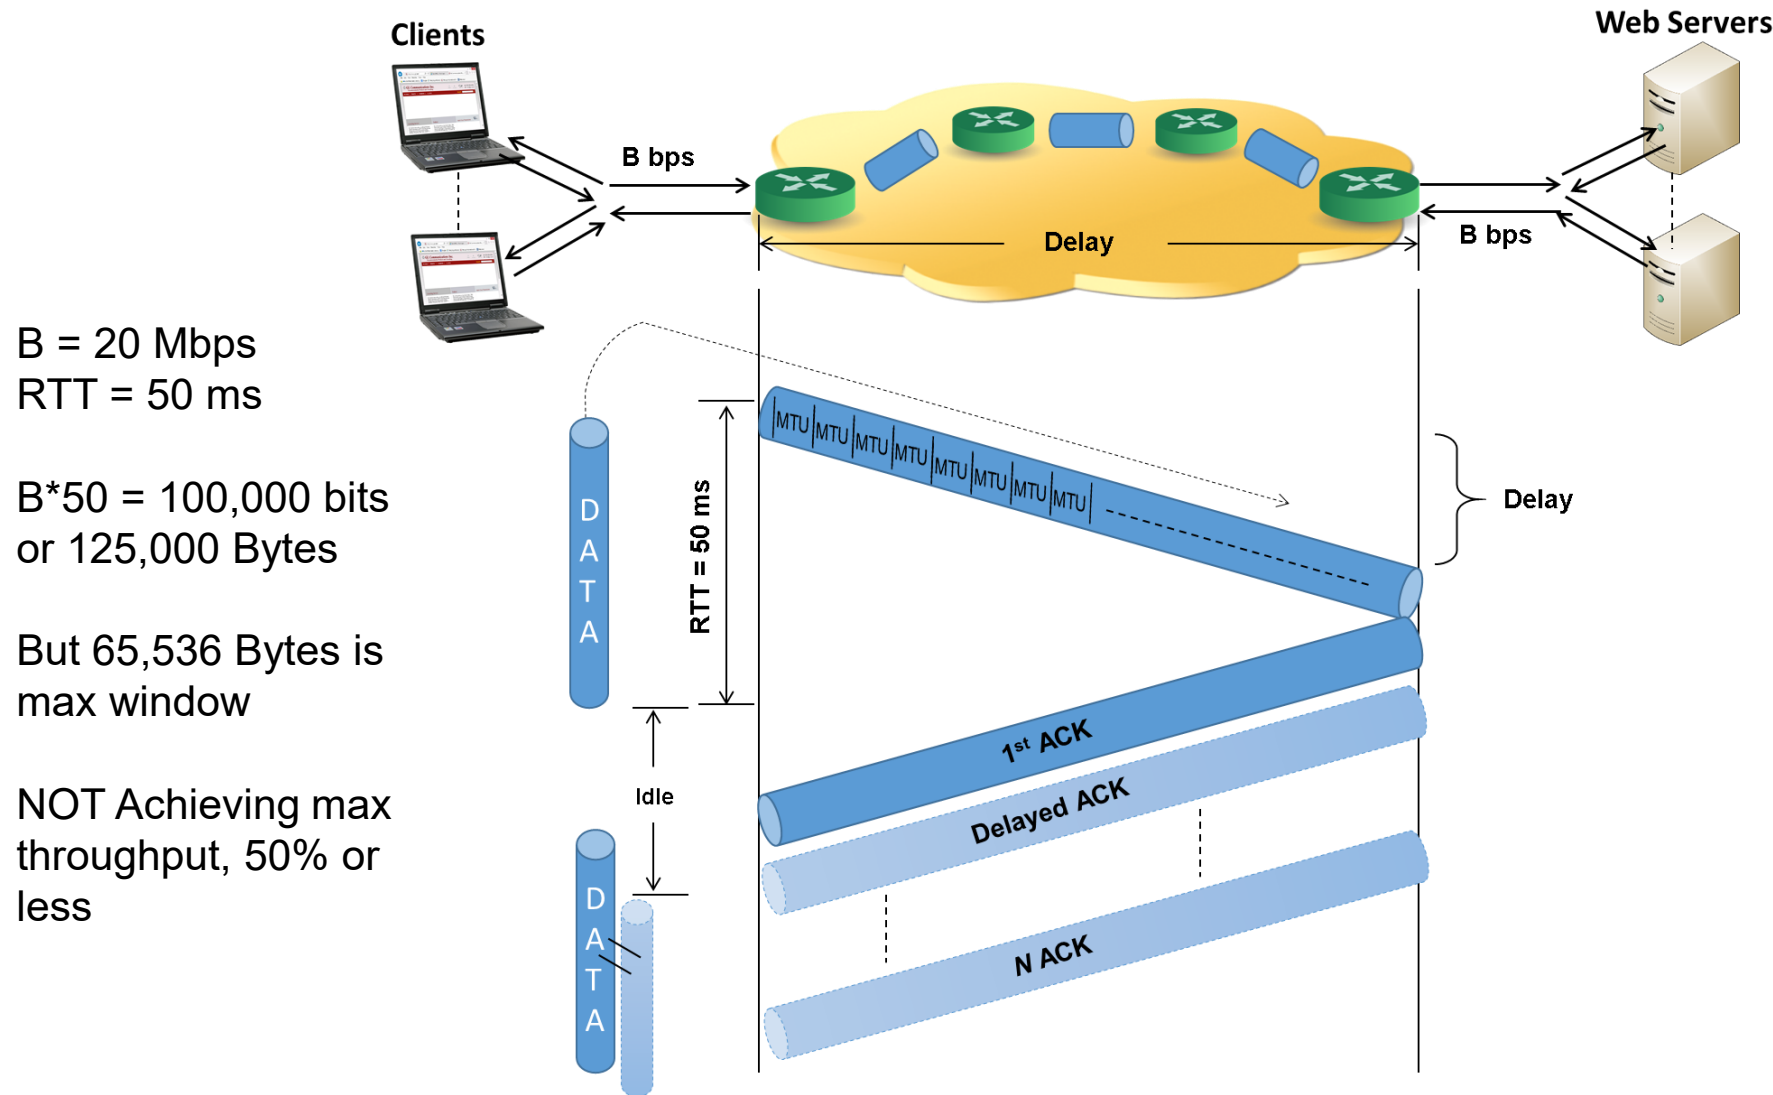 Clients
Web Servers
B bps
Delay
B bps
B = 20 Mbps
RTT = 50 ms
B*50 = 100,000 bits
or 125,000 Bytes
But 65,536 Bytes is
max window
NOT Achieving max
throughput, 50% or
less
DATA
RTT = 50 ms
MTU MTU MTU MTU MTU MTU MTU MTU
Delay
1st ACK
Idle
Delayed ACK
DATA
N ACK